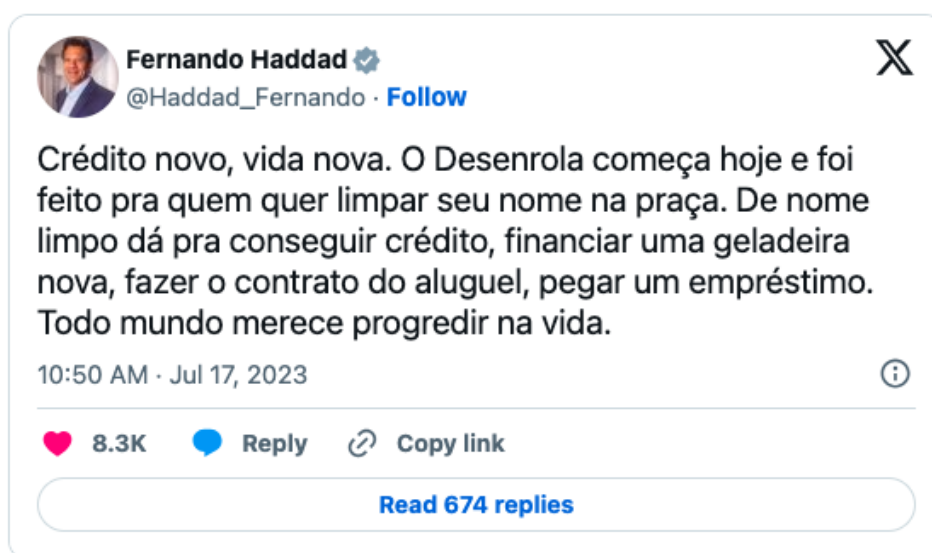 Fernando Haddad
@Haddad_Fernando · Follow
Crédito novo, vida nova. O Desenrola começa hoje e foi
feito pra quem quer limpar seu nome na praça. De nome
limpo dá pra conseguir crédito, financiar uma geladeira
nova, fazer o contrato do aluguel, pegar um empréstimo.
Todo mundo merece progredir na vida.
10:50 AM · Jul 17, 2023
8.3K Reply Copy link
Read 674 replies